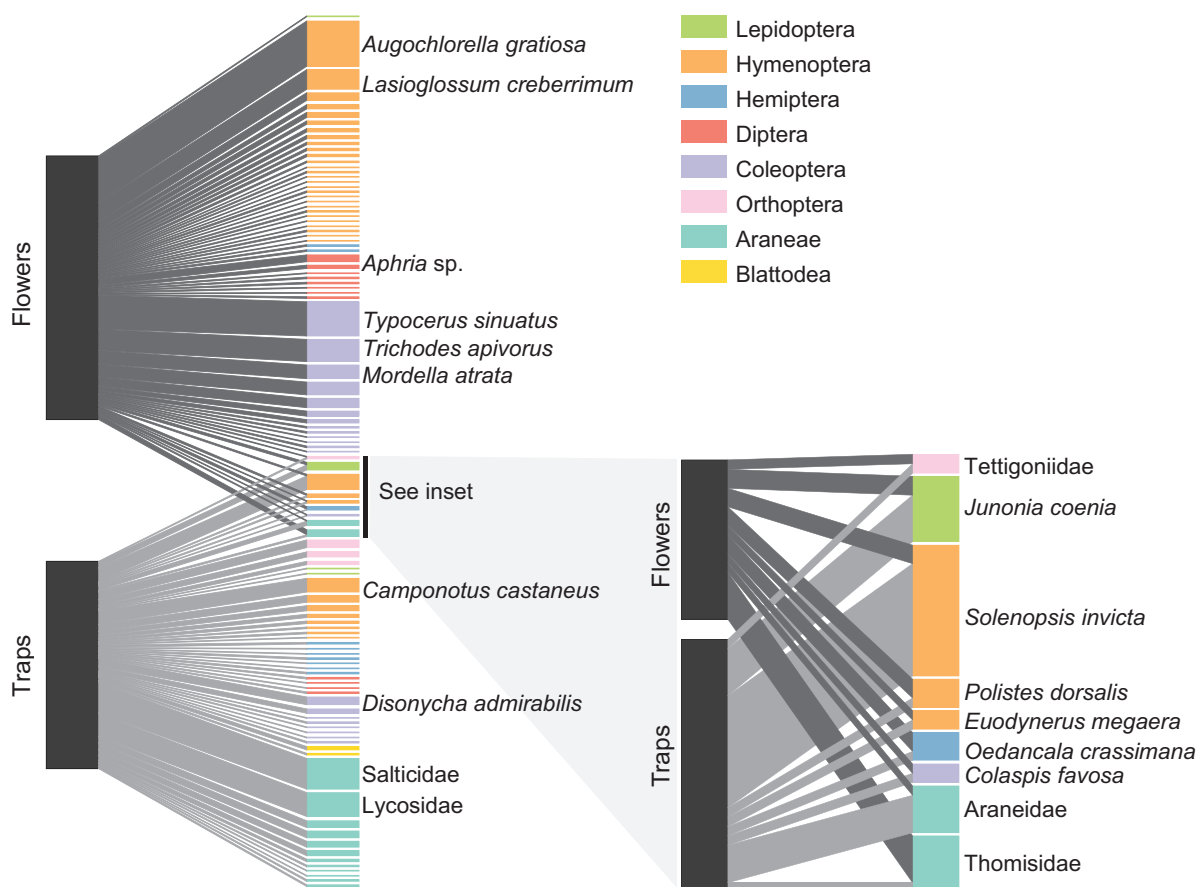 Augochlorella gratiosa
Lasioglossum creberrimum
Aphria sp.
Typocerus sinuatus
Trichodes apivorus
Mordella atrata
See inset
Camponotus castaneus
Disonycha admirabilis
Salticidae
Lycosidae
Flowers
Traps
Lepidoptera
Hymenoptera
Hemiptera
Diptera
Coleoptera
Orthoptera
Araneae
Blattodea
Flowers
Traps
Tettigoniidae
Junonia coenia
Solenopsis invicta
Polistes dorsalis
Euodynerus megaera
Oedancala crassimana
Colaspis favosa
Araneidae
Thomisidae